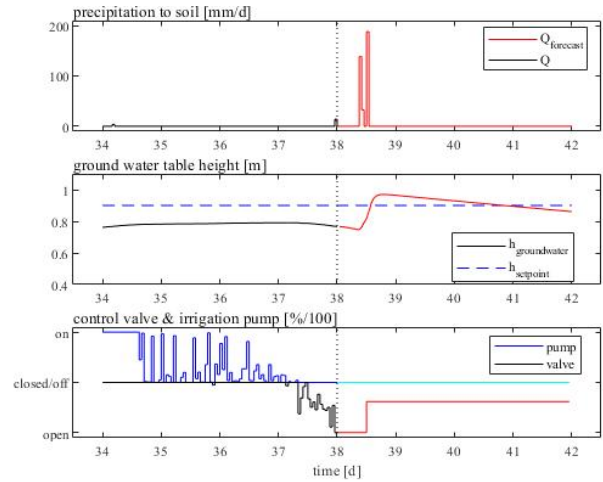 precipitation to soil [mm/d]
200
100
0
Q_forecast
Q
34 35 36 37 38 39 40 41 42
ground water table height [m]
1
0.8
0.6
0.4
h_groundwater
h_setpoint
34 35 36 37 38 39 40 41 42
control valve & irrigation pump [%/100]
on
closed/off
open
pump
valve
34 35 36 37 38 39 40 41 42
time [d]